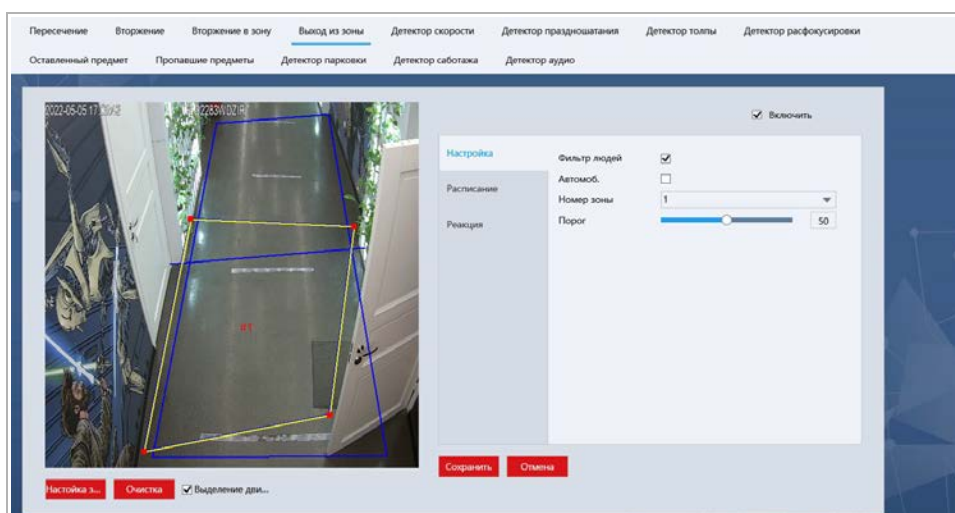 Пересечение Вторжение Вторжение в зону Выход из зоны Детектор скорости Детектор праздношатания Детектор толпы Детектор расфокусировки
Оставленный предмет Пропавшие предметы Детектор парковки Детектор саботажа Детектор аудио
2022-05-05 17
Включить
Настройка
Фильтр людей
Автомоб.
Расписание
Номер зоны 1
Реакция
Порог 50
#1
Сохранить Отмена
Настойка з... Очистка Выделение дви...